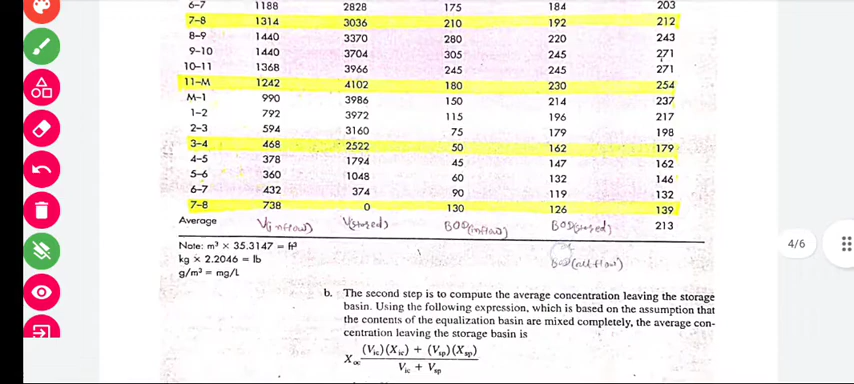 6–7 1188 2828 175 184 203
7–8 1314 3036 210 192 212
8–9 1440 3370 280 220 243
9–10 1440 3704 305 245 271
10–11 1368 3966 245 245 271
11–M 1242 4102 180 230 254
M–1 990 3986 150 214 237
1–2 792 3972 115 196 217
2–3 594 3160 75 179 198
3–4 468 2522 50 162 179
4–5 378 1794 45 147 162
5–6 360 1048 60 132 146
6–7 432 374 90 119 132
7–8 738 0 130 126 139
Average V(inflow) V(stored) BOD(inflow) BOD(stored) 213
or
BOD(all flow)
Note: m³ × 35.3147 = ft³
kg × 2.2046 = lb
g/m³ = mg/L
4/6
b. The second step is to compute the average concentration leaving the storage
basin. Using the following expression, which is based on the assumption that
the contents of the equalization basin are mixed completely, the average con-
centration leaving the storage basin is
X_oc (V_ic)(X_ic) + (V_sp)(X_sp)
V_ic + V_sp